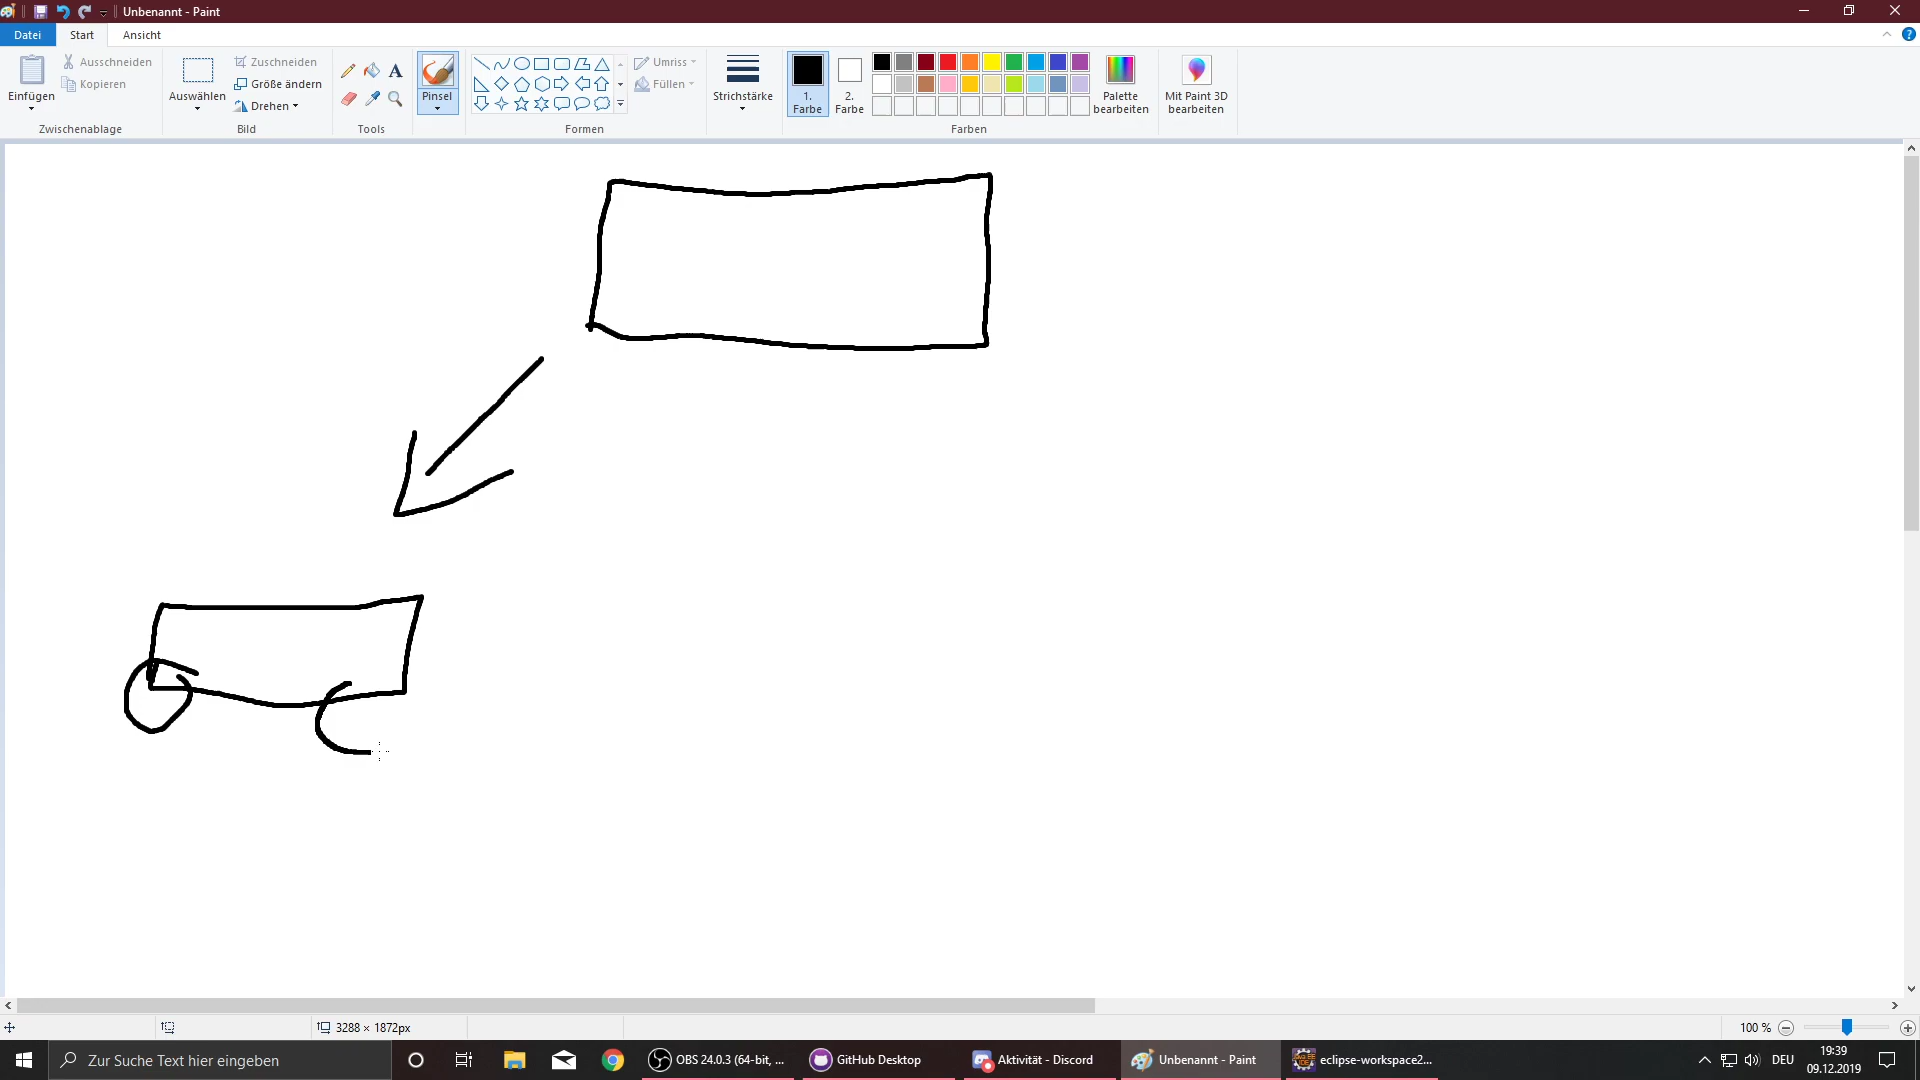 Unbenannt - Paint
Datei
Start
Ansicht
?
Einfügen
Ausschneiden
Kopieren
Zwischenablage
Auswählen
Zuschneiden
Größe ändern
Drehen
Bild
A
Tools
Pinsel
Umriss
Füllen
Formen
Strichstärke
1.
Farbe
2.
Farbe
Palette
bearbeiten
Farben
Mit Paint 3D
bearbeiten
3288 × 1872px
100 %
Zur Suche Text hier eingeben
OBS 24.0.3 (64-bit, ...
GitHub Desktop
Aktivität - Discord
Unbenannt - Paint
eclipse-workspace2...
DEU
19:39
09.12.2019